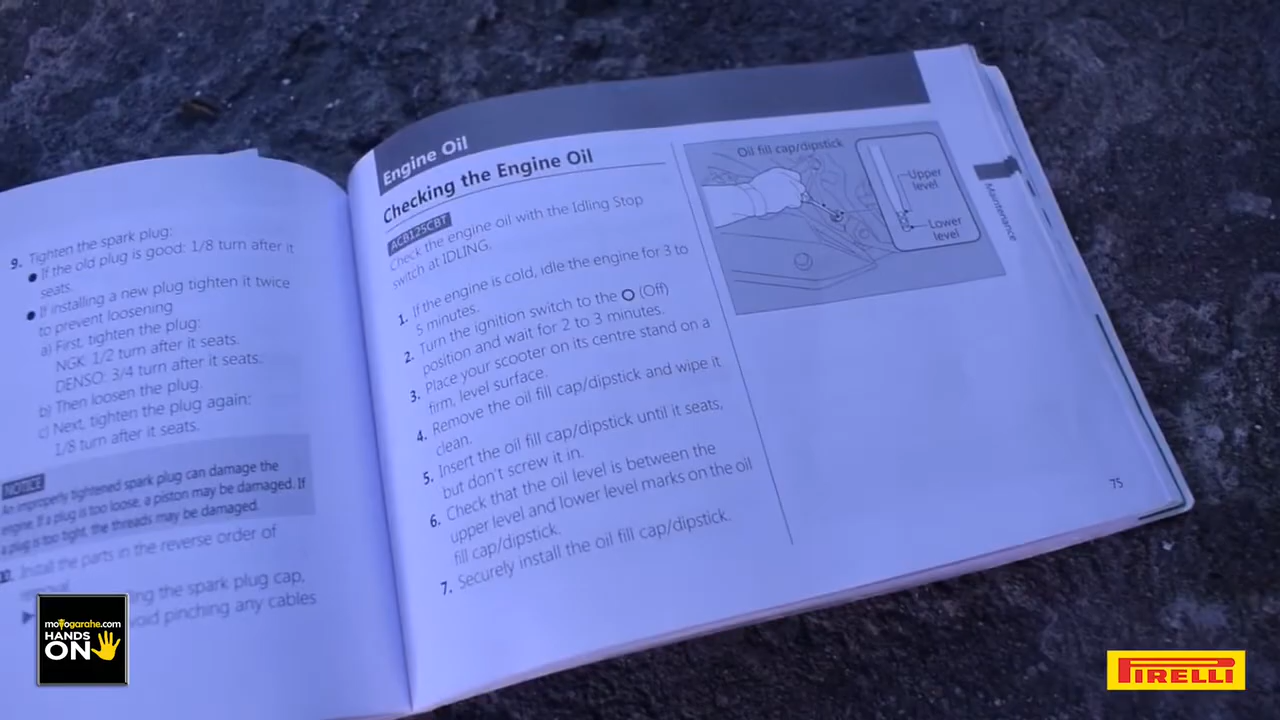 9. Tighten the spark plug:
● If the old plug is good: 1/8 turn after it
seats.
● If installing a new plug tighten it twice
to prevent loosening
a) First, tighten the plug:
NGK: 1/2 turn after it seats.
DENSO: 3/4 turn after it seats.
b) Then loosen the plug.
c) Next, tighten the plug again:
1/8 turn after it seats.
NOTICE
An improperly tightened spark plug can damage the
engine. If a plug is too loose, a piston may be damaged. If
a plug is too tight, the threads may be damaged.
10. Install the parts in the reverse order of
removal.
the spark plug cap,
pinching any cables
Engine Oil
Checking the Engine Oil
ACB125CBT
Check the engine oil with the Idling Stop
switch at IDLING.
1. If the engine is cold, idle the engine for 3 to
5 minutes.
2. Turn the ignition switch to the O (Off)
position and wait for 2 to 3 minutes.
3. Place your scooter on its centre stand on a
firm, level surface.
4. Remove the oil fill cap/dipstick and wipe it
clean.
5. Insert the oil fill cap/dipstick until it seats,
but don't screw it in.
6. Check that the oil level is between the
upper level and lower level marks on the oil
fill cap/dipstick.
7. Securely install the oil fill cap/dipstick.
Oil fill cap/dipstick
Upper
level
Lower
level
Maintenance
75
motogarahe.com
HANDS
ON
PIRELLI